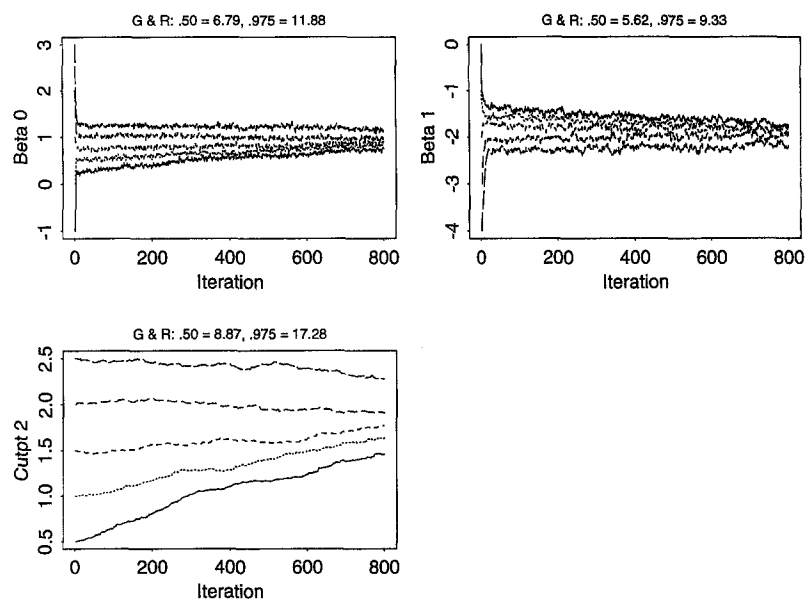 G & R: .50 = 6.79, .975 = 11.88
Beta 0
3
2
1
0
-1
0 200 400 600 800
Iteration
G & R: .50 = 5.62, .975 = 9.33
Beta 1
0
-1
-2
-3
-4
0 200 400 600 800
Iteration
G & R: .50 = 8.87, .975 = 17.28
Cutpt 2
2.5
2.0
1.5
1.0
0.5
0 200 400 600 800
Iteration